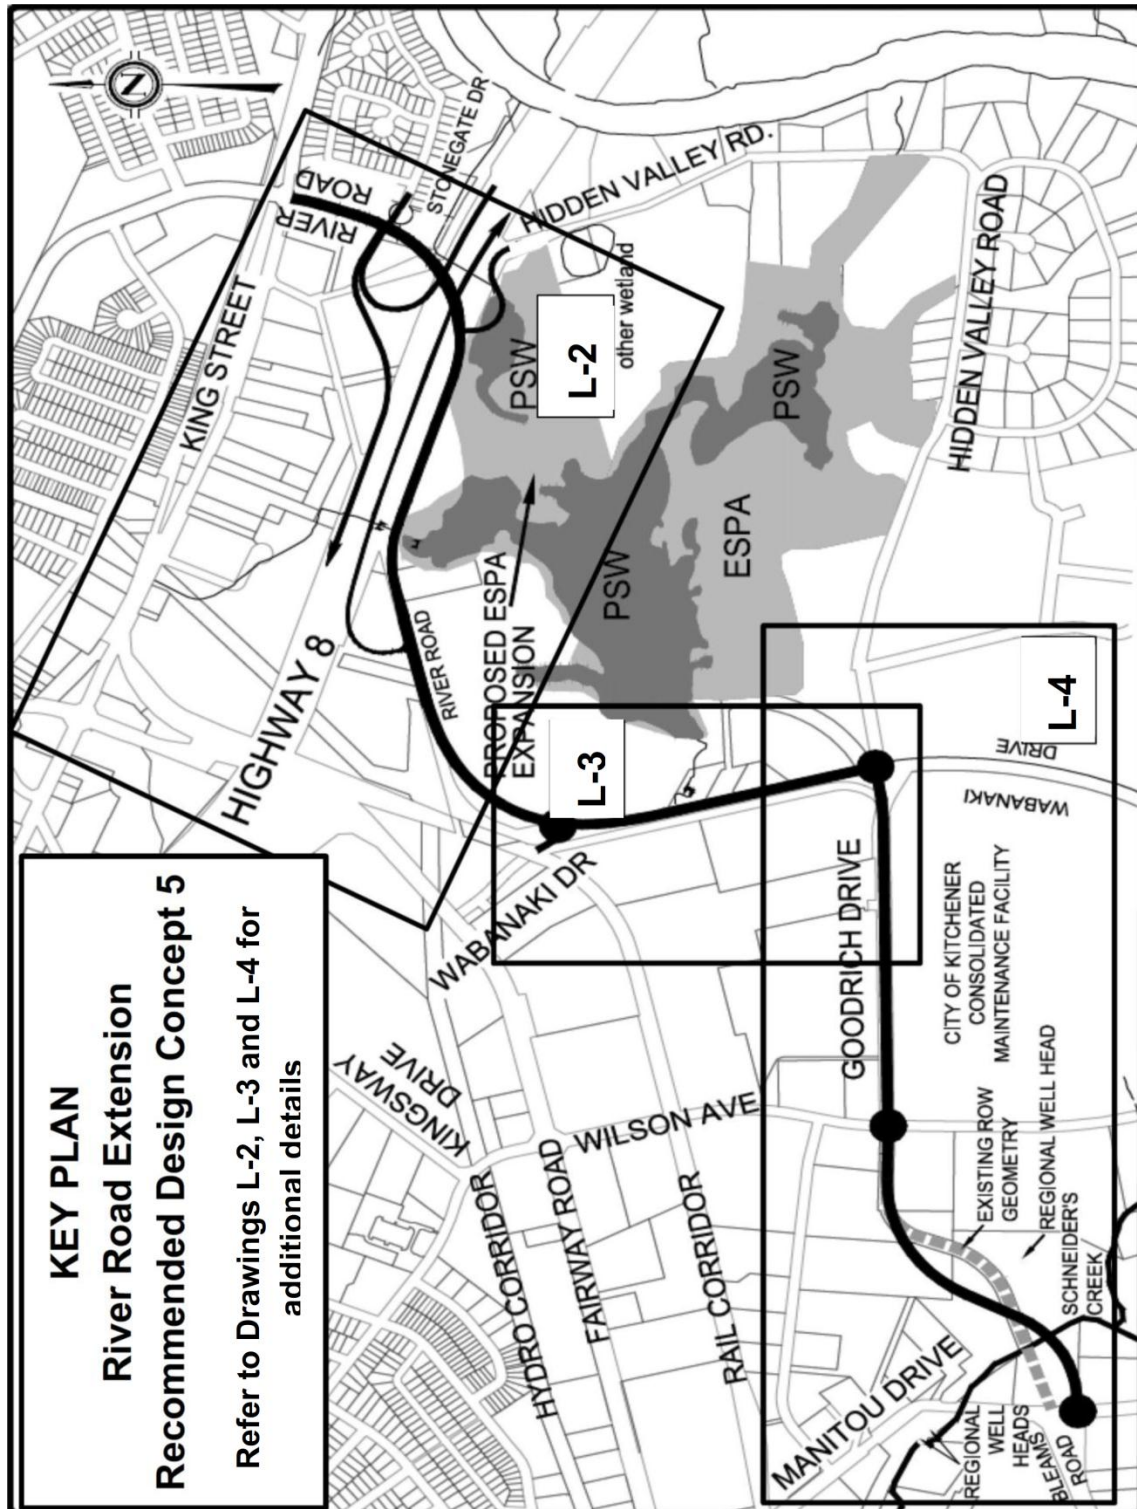 KEY PLAN
River Road Extension
Recommended Design Concept 5
Refer to Drawings L-2, L-3 and L-4 for
additional details
N
RIVER
ROAD
STONEGATE DR
KING STREET
HIDDEN VALLEY RD.
HIGHWAY 8
RIVER ROAD
PSW
L-2
other wetland
PROPOSED ESPA
EXPANSION
PSW
PSW
ESPA
HIDDEN VALLEY ROAD
L-3
L-4
WABANAKI DR
WABANAKI
DRIVE
KINGSWAY
DRIVE
HYDRO CORRIDOR
FAIRWAY ROAD
WILSON AVE
RAIL CORRIDOR
GOODRICH DRIVE
CITY OF KITCHENER
CONSOLIDATED
MAINTENANCE FACILITY
EXISTING ROW
GEOMETRY
REGIONAL WELL HEAD
SCHNEIDER'S
CREEK
MANITOU DRIVE
REGIONAL
WELL
HEADS
BLEAMS
ROAD